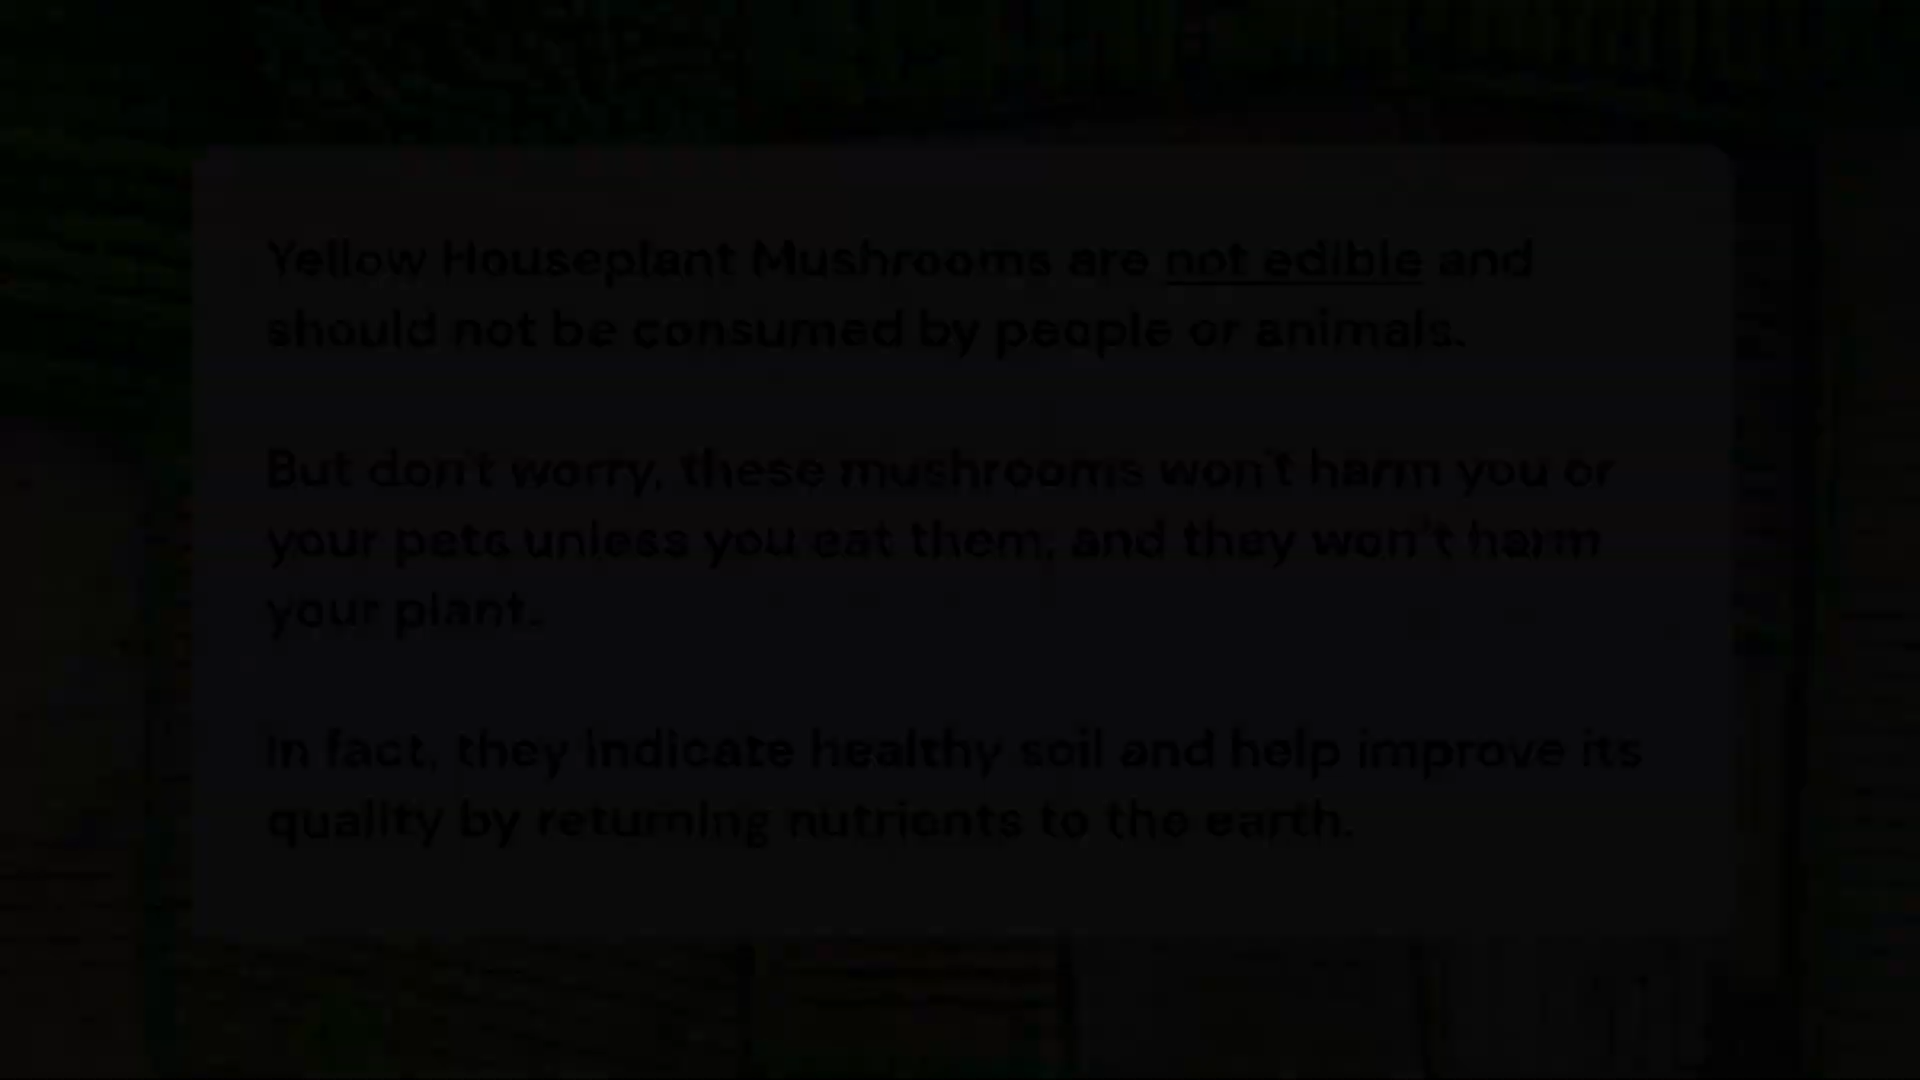 Yellow Houseplant Mushrooms are not edible and
should not be consumed by people or animals.
But don't worry, these mushrooms won't harm you or
your pets unless you eat them, and they won't harm
your plant.
In fact, they indicate healthy soil and help improve its
quality by returning nutrients to the earth.